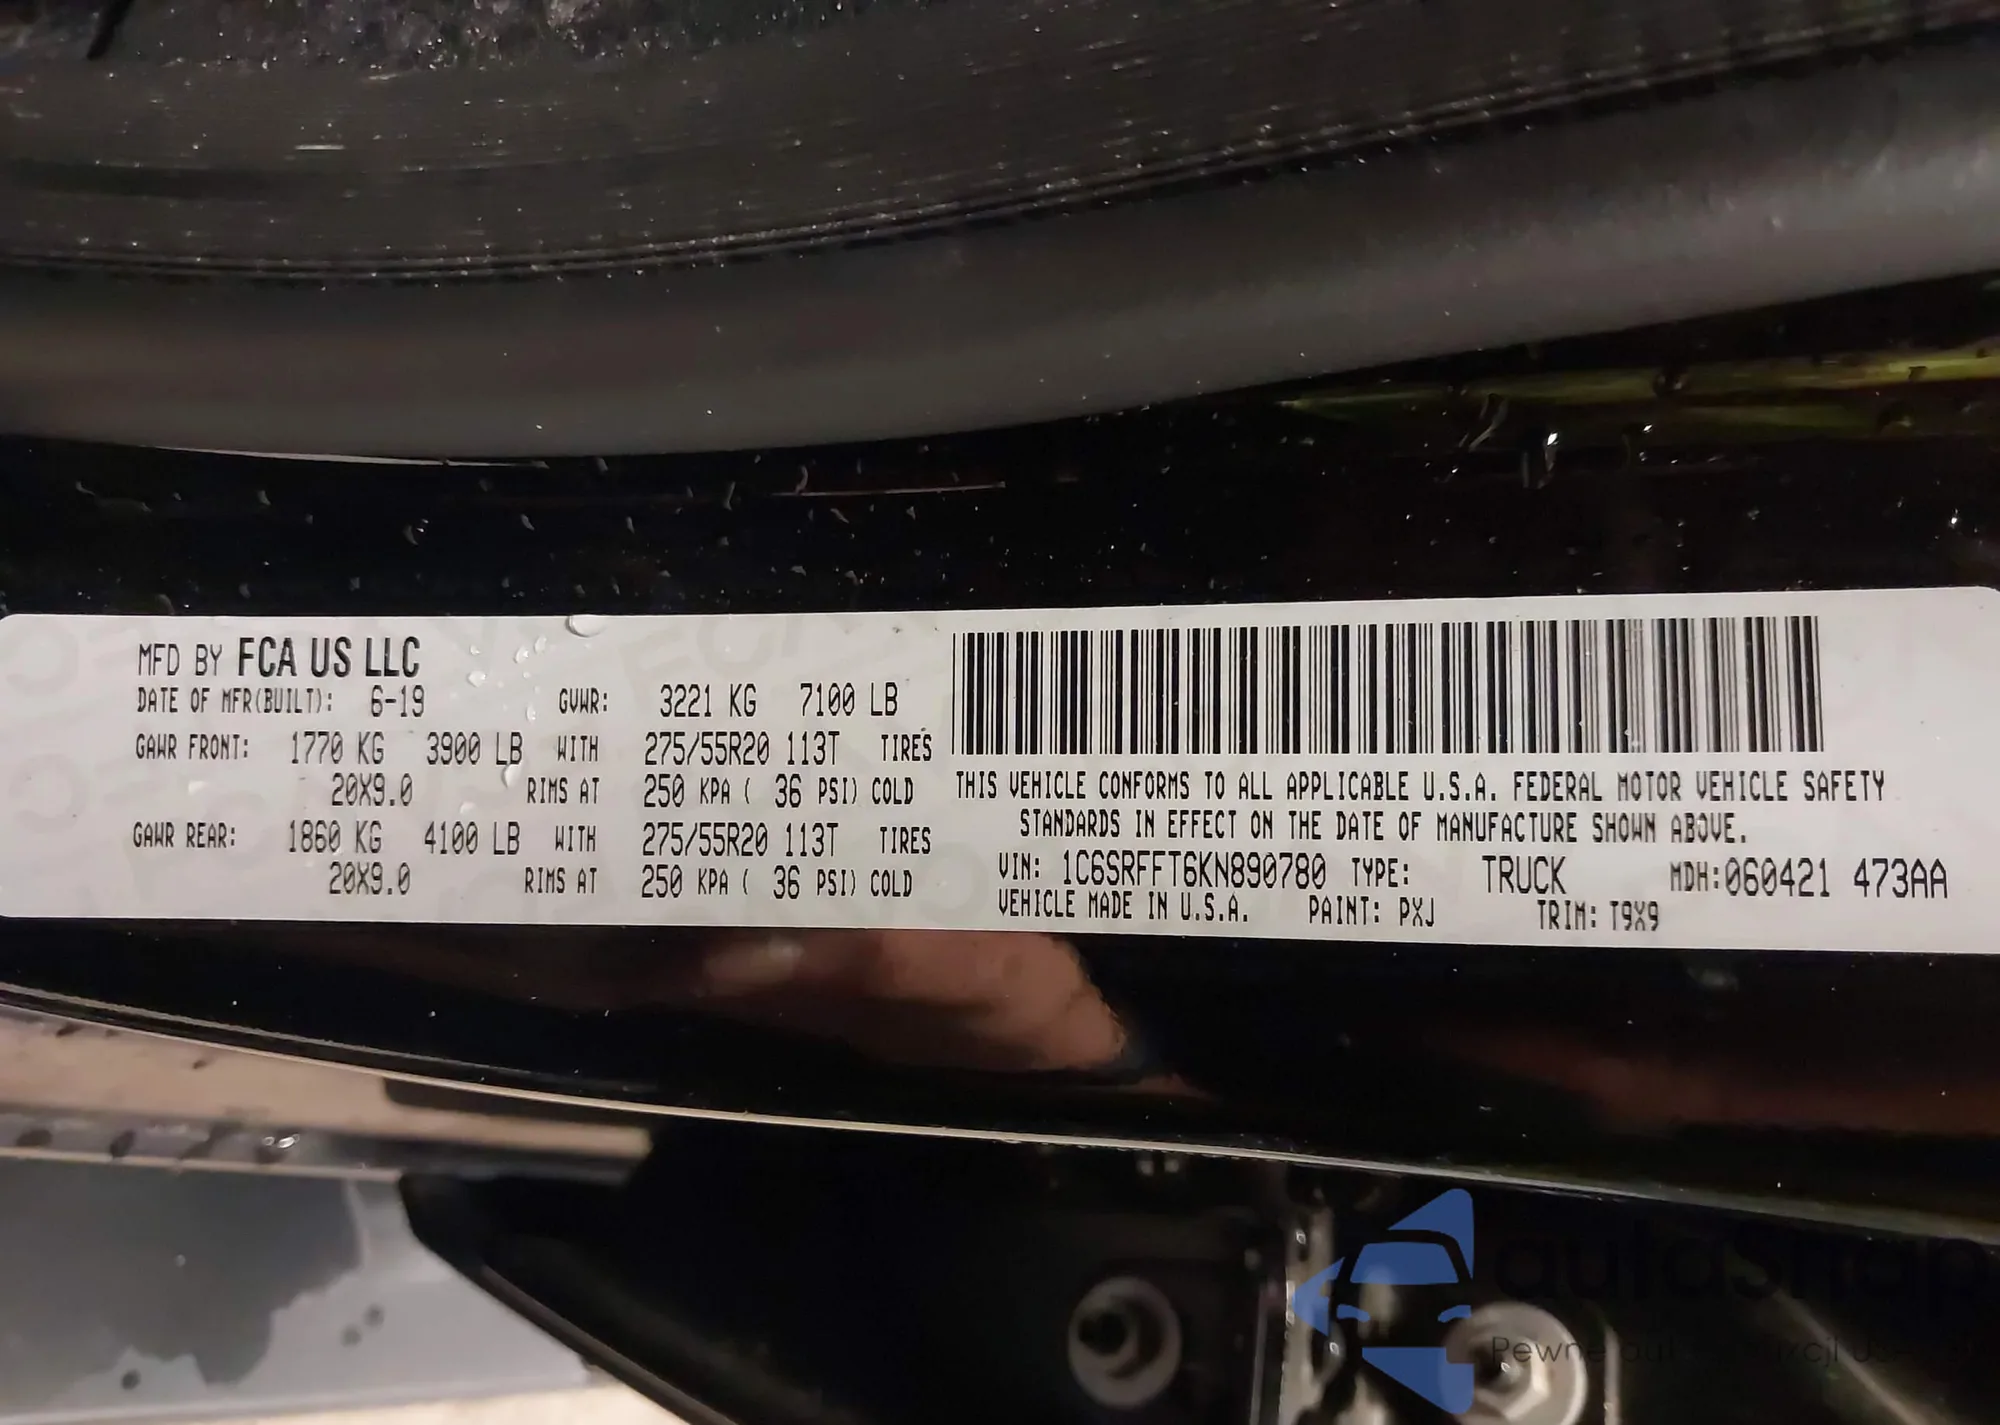 MFD BY FCA US LLC
DATE OF MFR(BUILT): 6-19 GVWR: 3221 KG 7100 LB
GAWR FRONT: 1770 KG 3900 LB WITH 275/55R20 113T TIRES
20X9.0 RIMS AT 250 KPA ( 36 PSI) COLD
GAWR REAR: 1860 KG 4100 LB WITH 275/55R20 113T TIRES
20X9.0 RIMS AT 250 KPA ( 36 PSI) COLD
THIS VEHICLE CONFORMS TO ALL APPLICABLE U.S.A. FEDERAL MOTOR VEHICLE SAFETY
STANDARDS IN EFFECT ON THE DATE OF MANUFACTURE SHOWN ABOVE.
VIN: 1C6SRFFT6KN890780 TYPE: TRUCK MDH:060421 473AA
VEHICLE MADE IN U.S.A. PAINT: PXJ TRIM: T9X9
Pewne